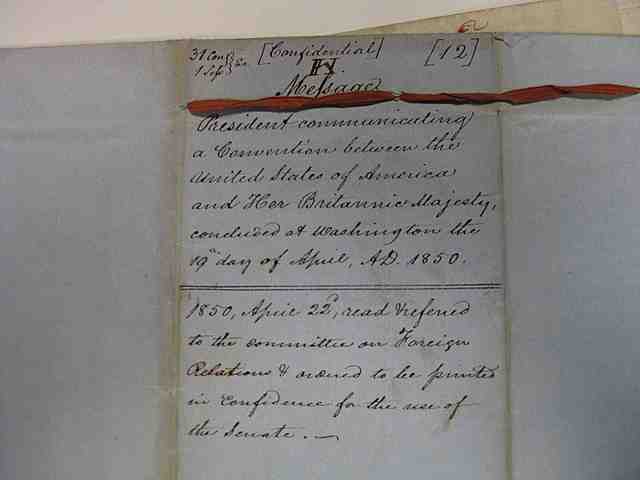 31 Con
1 Sess } Ex. [Confidential] [12]
Message
President communicating
a Convention between the
United States of America
and Her Britannic Majesty,
concluded at Washington the
19th day of April, A.D. 1850.
1850, April 22d, read & referred
to the committee on Foreign
Relations & ordered to be printed
in Confidence for the use of
the Senate. —